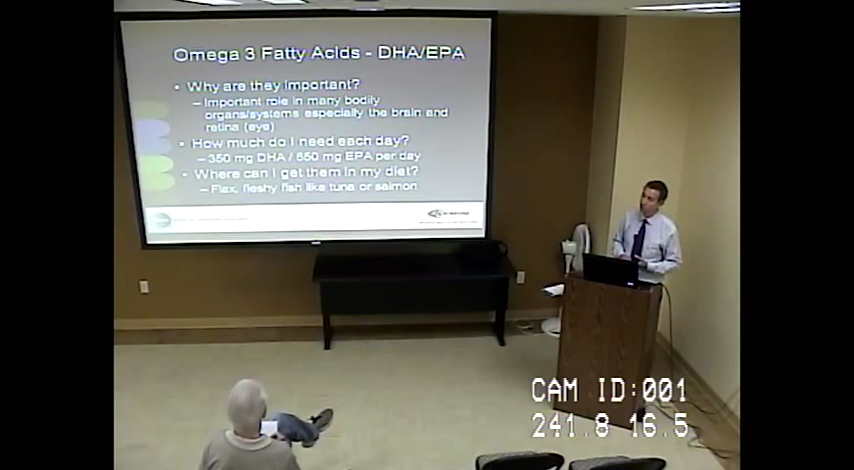 Omega 3 Fatty Acids - DHA/EPA
• Why are they important?
– Important role in many bodily
organs/systems especially the brain and
retina (eye)
• How much do I need each day?
– 350 mg DHA / 650 mg EPA per day
• Where can I get them in my diet?
– Flax, fleshy fish like tuna or salmon
CAM ID:001
241.8 16.5